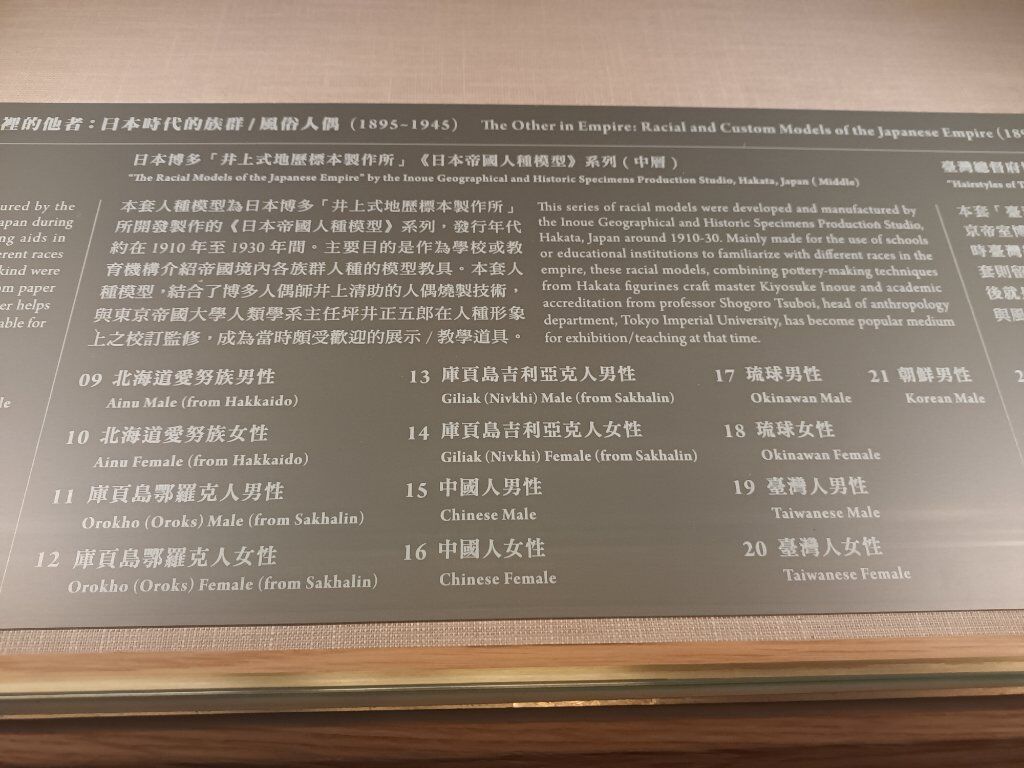 裡的他者：日本時代的族群 / 風俗人偶（1895~1945） The Other in Empire: Racial and Custom Models of the Japanese Empire (189
ured by the
apan during
ng aids in
erent races
kind were
om paper
er helps
able for
日本博多「井上式地歷標本製作所」《日本帝國人種模型》系列（中層）
"The Racial Models of the Japanese Empire" by the Inoue Geographical and Historic Specimens Production Studio, Hakata, Japan ( Middle)
本套人種模型為日本博多「井上式地歷標本製作所」
所開發製作的《日本帝國人種模型》系列，發行年代
約在 1910 年至 1930 年間。主要目的是作為學校或教
育機構介紹帝國境內各族群人種的模型教具。本套人
種模型，結合了博多人偶師井上清助的人偶燒製技術，
與東京帝國大學人類學系主任坪井正五郎在人種形象
上之校訂監修，成為當時頗受歡迎的展示 / 教學道具。
This series of racial models were developed and manufactured by
the Inoue Geographical and Historic Specimens Production Studio,
Hakata, Japan around 1910-30. Mainly made for the use of schools
or educational institutions to familiarize with different races in the
empire, these racial models, combining pottery-making techniques
from Hakata figurines craft master Kiyosuke Inoue and academic
accreditation from professor Shogoro Tsuboi, head of anthropology
department, Tokyo Imperial University, has become popular medium
for exhibition/teaching at that time.
09 北海道愛努族男性
Ainu Male (from Hakkaido)
10 北海道愛努族女性
Ainu Female (from Hakkaido)
11 庫頁島鄂羅克人男性
Orokho (Oroks) Male (from Sakhalin)
12 庫頁島鄂羅克人女性
Orokho (Oroks) Female (from Sakhalin)
13 庫頁島吉利亞克人男性
Giliak (Nivkhi) Male (from Sakhalin)
14 庫頁島吉利亞克人女性
Giliak (Nivkhi) Female (from Sakhalin)
15 中國人男性
Chinese Male
16 中國人女性
Chinese Female
17 琉球男性
Okinawan Male
18 琉球女性
Okinawan Female
19 臺灣人男性
Taiwanese Male
20 臺灣人女性
Taiwanese Female
21 朝鮮男性
Korean Male
臺灣總督府
"Hairstyles of T
本套「臺
京帝室博
時臺灣
套則留
後就
與風